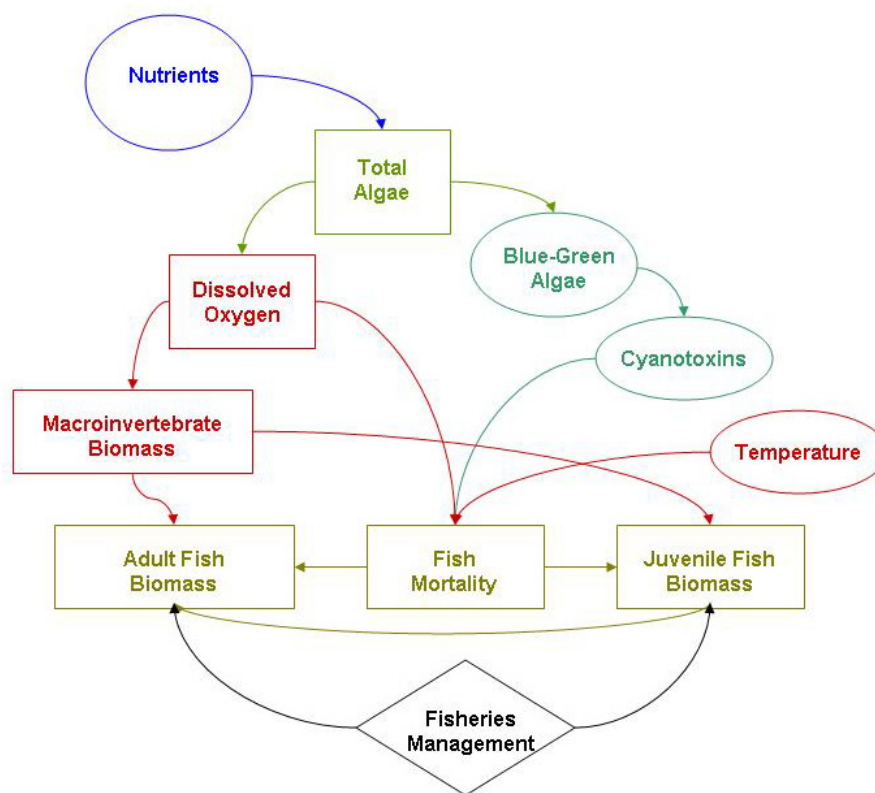 Nutrients
Total
Algae
Blue-Green
Algae
Dissolved
Oxygen
Cyanotoxins
Macroinvertebrate
Biomass
Temperature
Adult Fish
Biomass
Fish
Mortality
Juvenile Fish
Biomass
Fisheries
Management